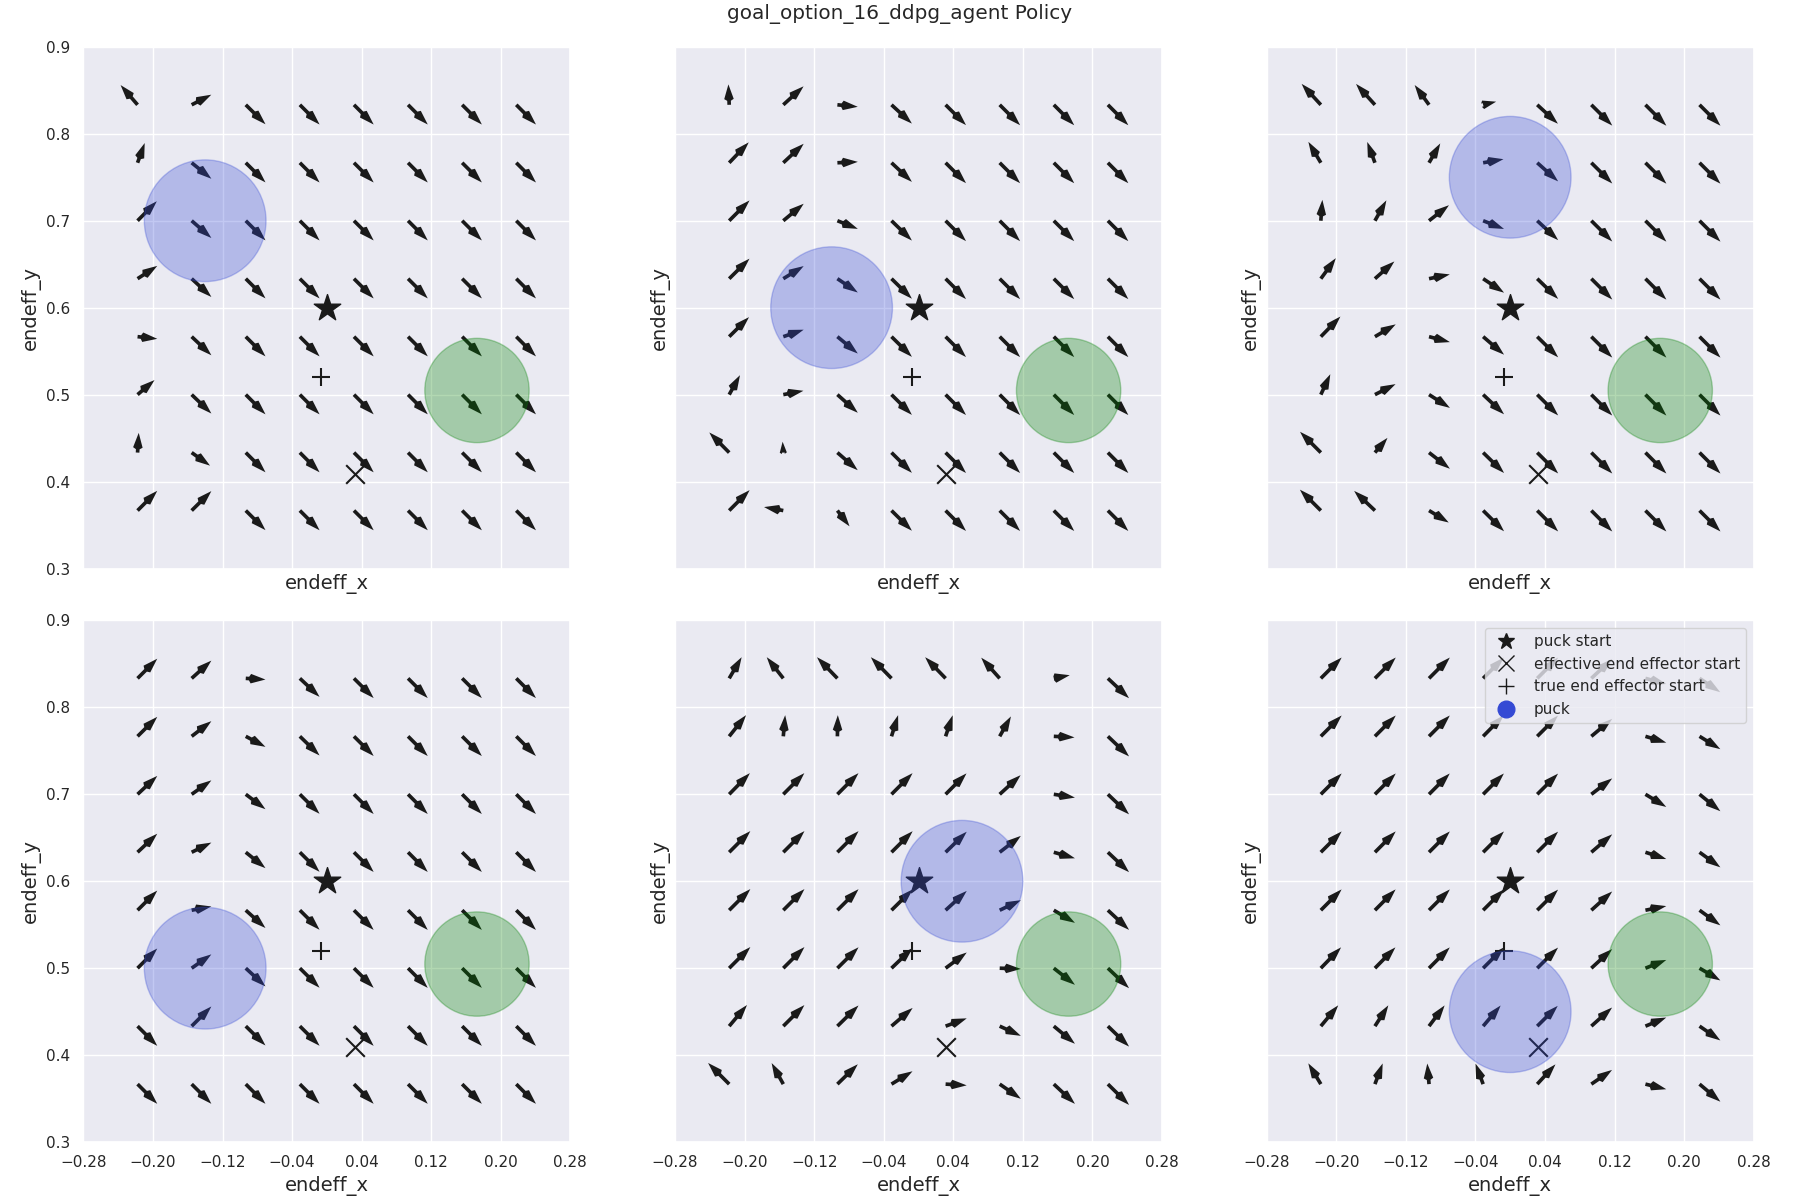 goal_option_16_ddpg_agent Policy
0.9
0.8
0.7
0.6
0.5
0.4
0.3
endeff_y
endeff_x
endeff_y
endeff_x
endeff_y
endeff_x
0.9
0.8
0.7
0.6
0.5
0.4
0.3
endeff_y
−0.28 −0.20 −0.12 −0.04 0.04 0.12 0.20 0.28
endeff_x
endeff_y
−0.28 −0.20 −0.12 −0.04 0.04 0.12 0.20 0.28
endeff_x
puck start
effective end effector start
true end effector start
puck
endeff_y
−0.28 −0.20 −0.12 −0.04 0.04 0.12 0.20 0.28
endeff_x